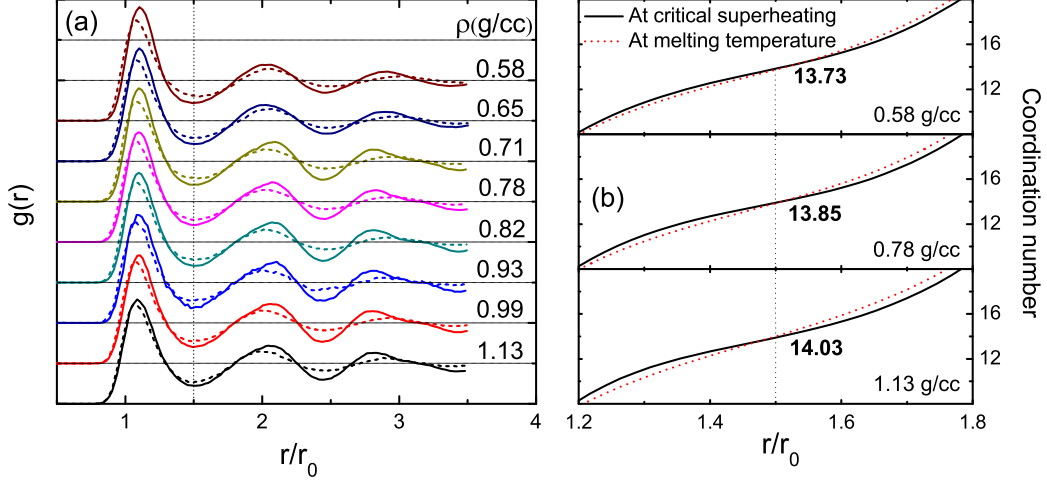 (a)
ρ(g/cc)
0.58
0.65
0.71
0.78
0.82
0.93
0.99
1.13
g(r)
1 2 3 4
r/r0
At critical superheating
At melting temperature
16
12
13.73
0.58 g/cc
(b)
16
12
13.85
0.78 g/cc
16
12
14.03
1.13 g/cc
1.2 1.4 1.6 1.8
r/r0
Coordination number